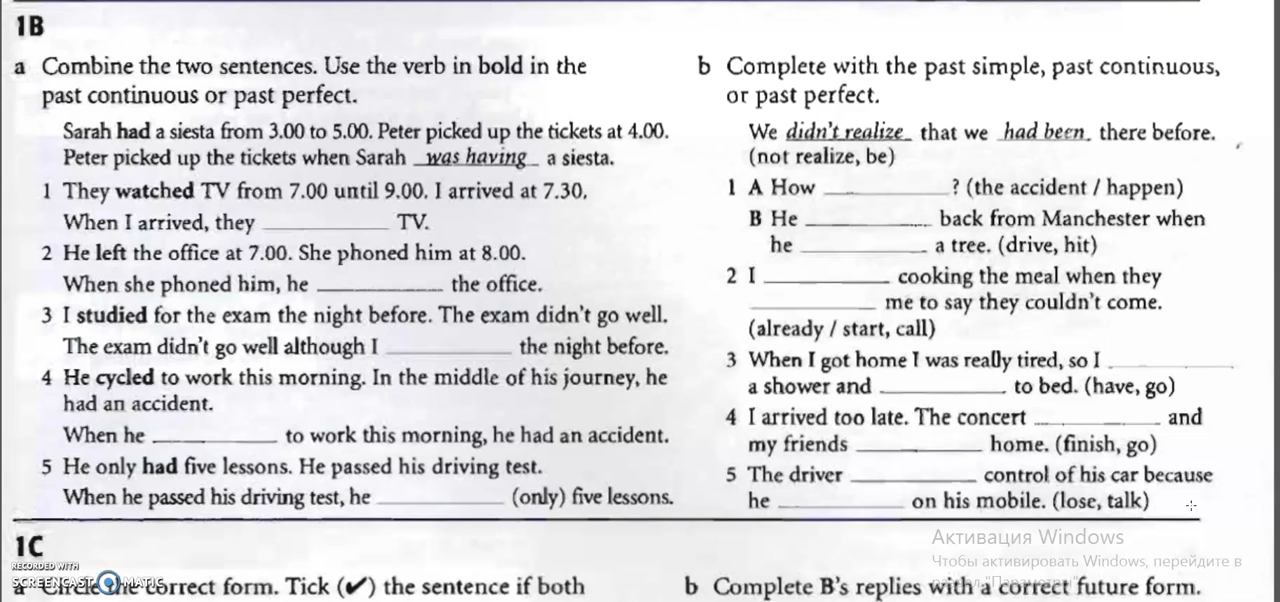 1B
a Combine the two sentences. Use the verb in bold in the
past continuous or past perfect.
Sarah had a siesta from 3.00 to 5.00. Peter picked up the tickets at 4.00.
Peter picked up the tickets when Sarah was having a siesta.
1 They watched TV from 7.00 until 9.00. I arrived at 7.30.
When I arrived, they ____________ TV.
2 He left the office at 7.00. She phoned him at 8.00.
When she phoned him, he ____________ the office.
3 I studied for the exam the night before. The exam didn't go well.
The exam didn't go well although I ____________ the night before.
4 He cycled to work this morning. In the middle of his journey, he
had an accident.
When he ____________ to work this morning, he had an accident.
5 He only had five lessons. He passed his driving test.
When he passed his driving test, he ____________ (only) five lessons.
b Complete with the past simple, past continuous,
or past perfect.
We didn't realize that we had been there before.
(not realize, be)
1 A How ____________ ? (the accident / happen)
B He ____________ back from Manchester when
he ____________ a tree. (drive, hit)
2 I ____________ cooking the meal when they
____________ me to say they couldn't come.
(already / start, call)
3 When I got home I was really tired, so I ____________
a shower and ____________ to bed. (have, go)
4 I arrived too late. The concert ____________ and
my friends ____________ home. (finish, go)
5 The driver ____________ control of his car because
he ____________ on his mobile. (lose, talk)
1C
a Circle the correct form. Tick (✔) the sentence if both
b Complete B's replies with a correct future form.
Активация Windows
Чтобы активировать Windows, перейдите в
раздел "Параметры".
RECORDED WITH
SCREENCAST MATIC